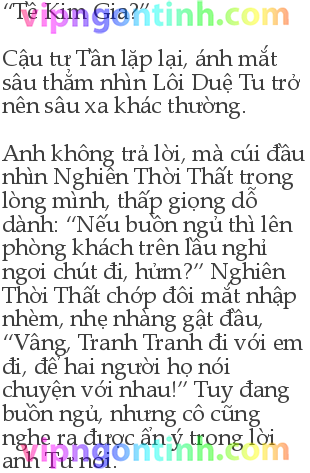 “Tề Kim Gia?”
vipngontinh.com
Cậu tư Tần lặp lại, ánh mắt
sâu thẳm nhìn Lôi Duệ Tu trở
nên sâu xa khác thường.
Anh không trả lời, mà cúi đầu
nhìn Nghiên Thời Thất trong
lòng mình, thấp giọng dỗ
dành: “Nếu buồn ngủ thì lên
phòng khách trên lầu nghỉ
ngơi chút đi, hửm?” Nghiên
Thời Thất chớp đôi mắt nhập
nhèm, nhẹ nhàng gật đầu,
“Vâng, Tranh Tranh đi với em
đi, để hai người họ nói
chuyện với nhau!” Tuy đang
buồn ngủ, nhưng cô cũng
nghe ra được ẩn ý trong lời
anh Tư nói.
vipngontinh.com